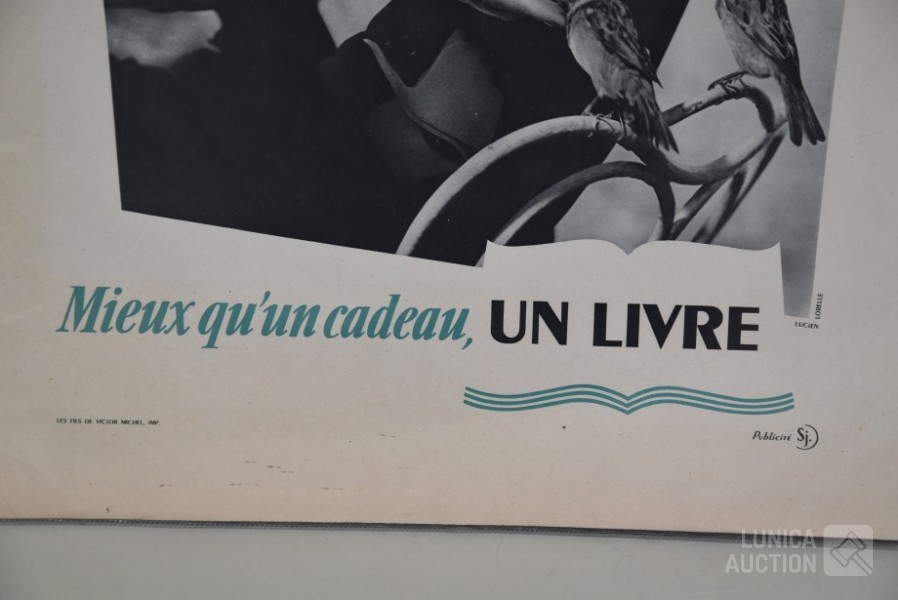 LUCIEN LORELLE
Mieux qu'un cadeau, UN LIVRE
LES FILS DE VICTOR MICHEL, IMP.
Publicité Sj.
LUNICA
AUCTION